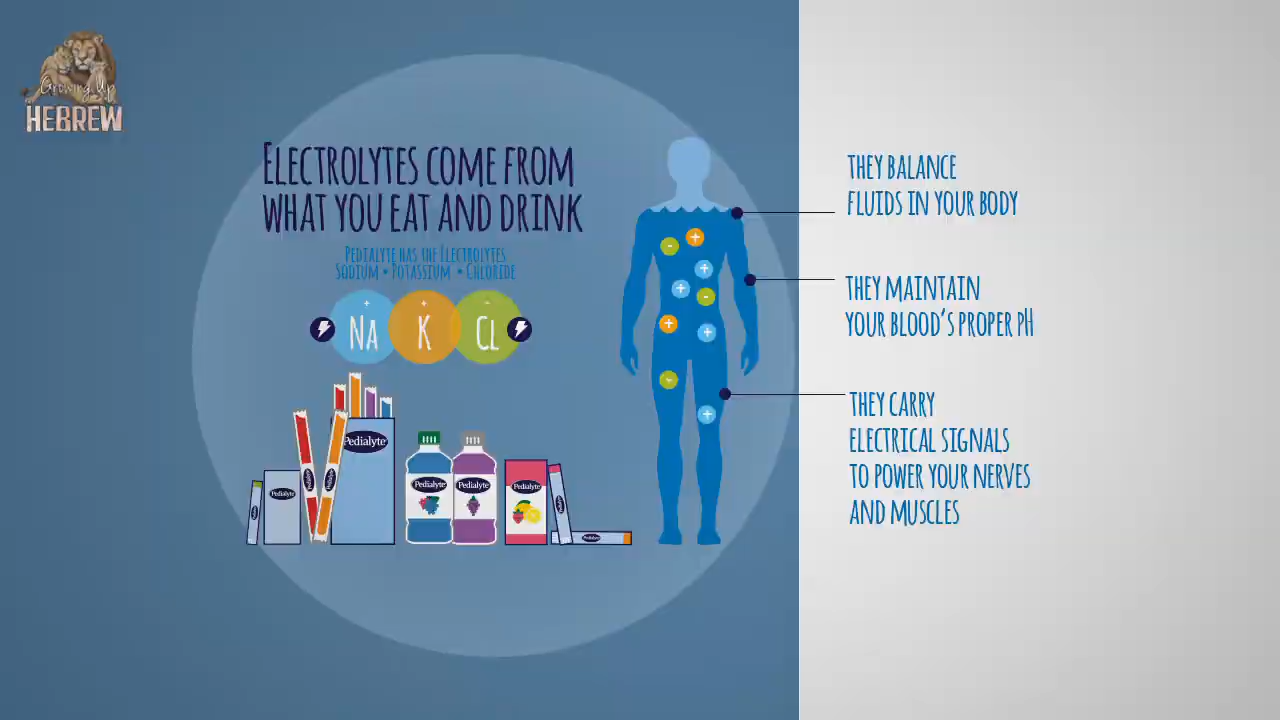 Growing Up
HEBREW
ELECTROLYTES COME FROM
WHAT YOU EAT AND DRINK
PEDIALYTE HAS THE ELECTROLYTES
SODIUM • POTASSIUM • CHLORIDE
+ + -
NA K CL
Pedialyte
Pedialyte
Pedialyte
Pedialyte
Pedialyte
Pedialyte
THEY BALANCE
FLUIDS IN YOUR BODY
THEY MAINTAIN
YOUR BLOOD'S PROPER PH
THEY CARRY
ELECTRICAL SIGNALS
TO POWER YOUR NERVES
AND MUSCLES